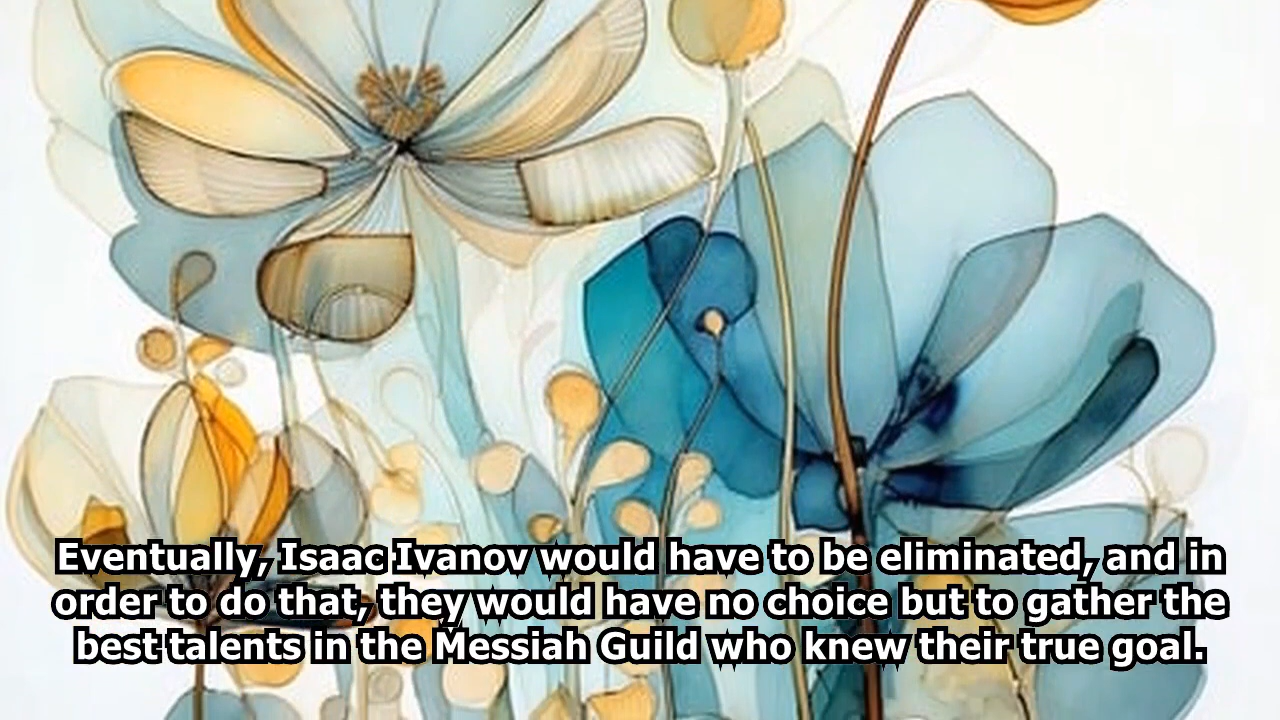 Eventually, Isaac Ivanov would have to be eliminated, and in
order to do that, they would have no choice but to gather the
best talents in the Messiah Guild who knew their true goal.